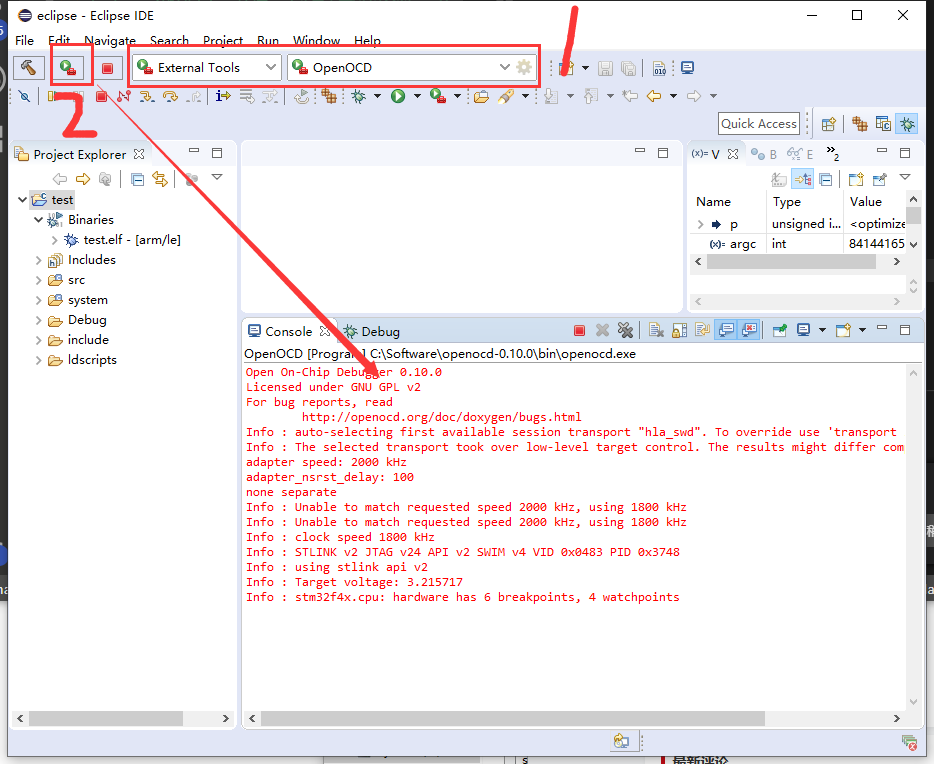 eclipse - Eclipse IDE
File Edit Navigate Search Project Run Window Help
External Tools
OpenOCD
1
2
Quick Access
Project Explorer
test
Binaries
test.elf - [arm/le]
Includes
src
system
Debug
include
ldscripts
(x)= V
B
E
2
Name Type Value
p unsigned i... <optimize
(x)= argc int 84144165
Console
Debug
OpenOCD [Program] C:\Software\openocd-0.10.0\bin\openocd.exe
Open On-Chip Debugger 0.10.0
Licensed under GNU GPL v2
For bug reports, read
http://openocd.org/doc/doxygen/bugs.html
Info : auto-selecting first available session transport "hla_swd". To override use 'transport
Info : The selected transport took over low-level target control. The results might differ com
adapter speed: 2000 kHz
adapter_nsrst_delay: 100
none separate
Info : Unable to match requested speed 2000 kHz, using 1800 kHz
Info : Unable to match requested speed 2000 kHz, using 1800 kHz
Info : clock speed 1800 kHz
Info : STLINK v2 JTAG v24 API v2 SWIM v4 VID 0x0483 PID 0x3748
Info : using stlink api v2
Info : Target voltage: 3.215717
Info : stm32f4x.cpu: hardware has 6 breakpoints, 4 watchpoints
最新评论